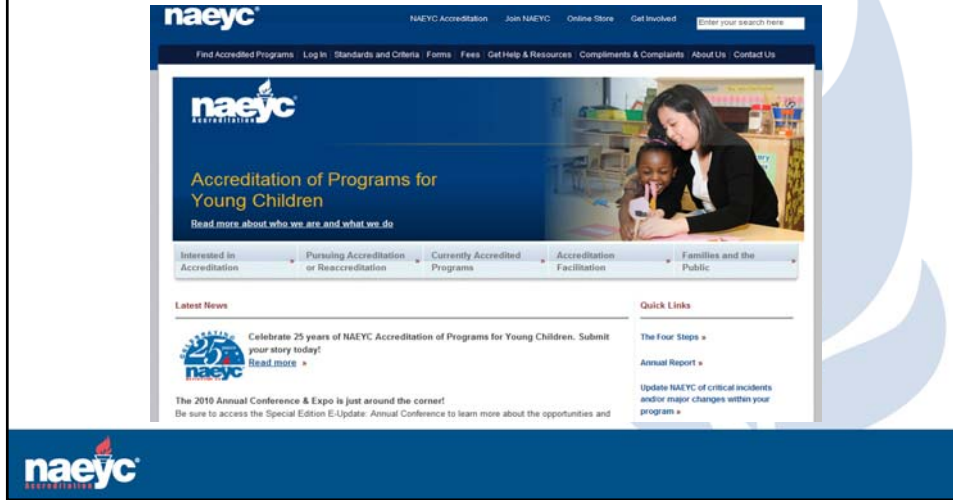 naeyc®
NAEYC Accreditation Join NAEYC Online Store Get Involved Enter your search here
Find Accredited Programs Log In Standards and Criteria Forms Fees Get Help & Resources Compliments & Complaints About Us Contact Us
naeyc®
Accreditation
Accreditation of Programs for
Young Children
Read more about who we are and what we do
Interested in
Accreditation »
Pursuing Accreditation
or Reaccreditation »
Currently Accredited
Programs »
Accreditation
Facilitation »
Families and the
Public »
Latest News
CELEBRATING
25
naeyc
Celebrate 25 years of NAEYC Accreditation of Programs for Young Children. Submit
your story today!
Read more »
The 2010 Annual Conference & Expo is just around the corner!
Be sure to access the Special Edition E-Update: Annual Conference to learn more about the opportunities and
Quick Links
The Four Steps »
Annual Report »
Update NAEYC of critical incidents
and/or major changes within your
program »
naeyc®
Accreditation